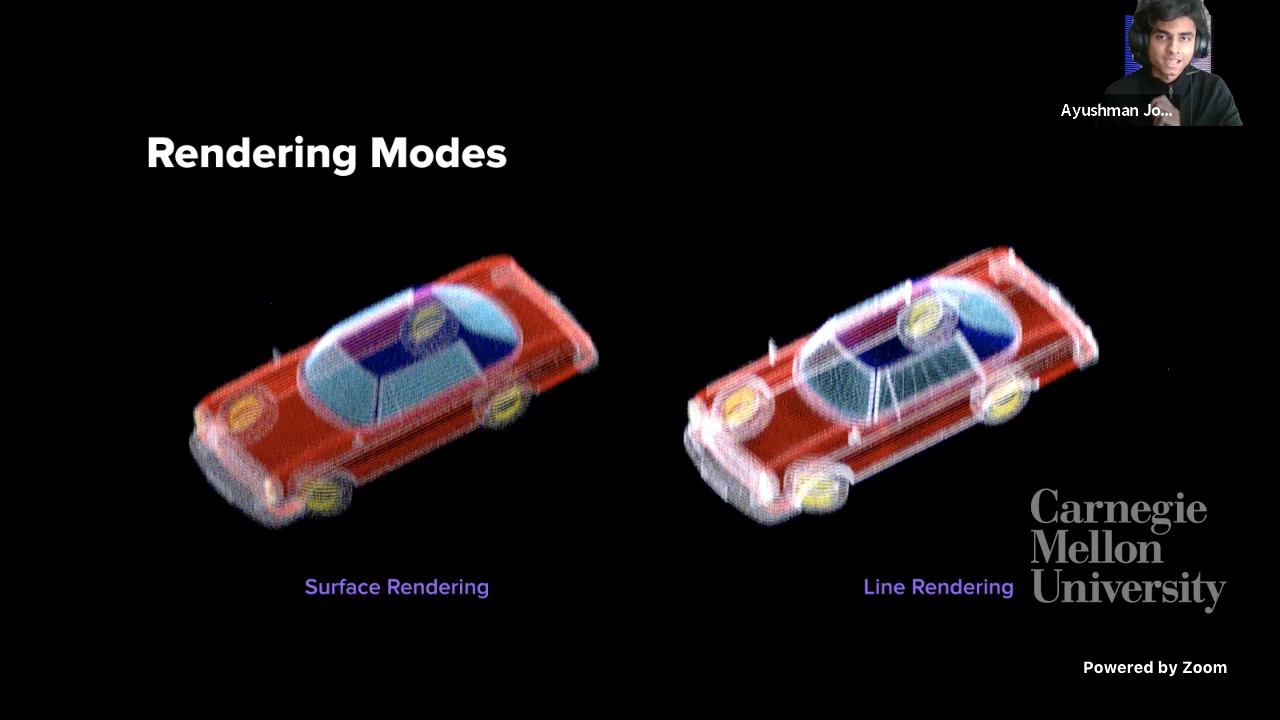 Ayushman Jo...
Rendering Modes
Surface Rendering
Line Rendering
Carnegie
Mellon
University
Powered by Zoom